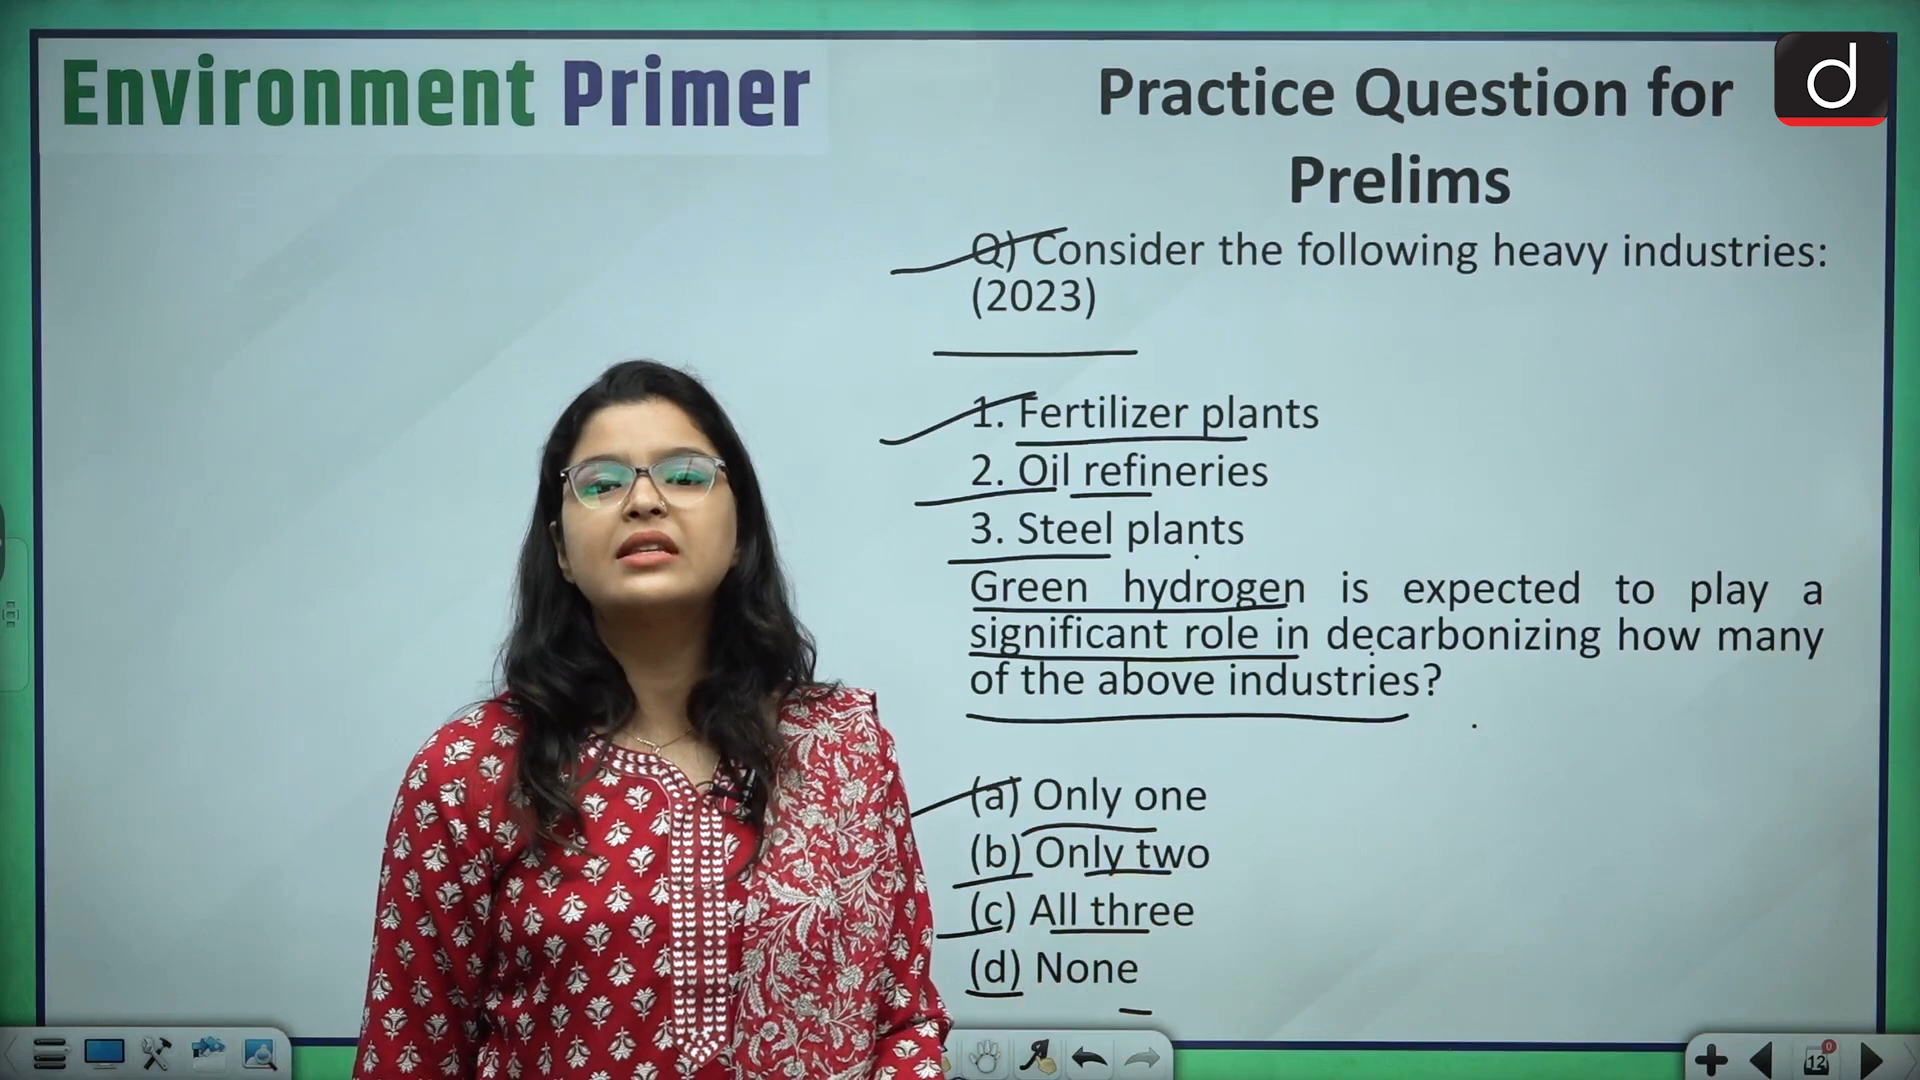 Environment Primer
Practice Question for
Prelims
Q) Consider the following heavy industries:
(2023)
1. Fertilizer plants
2. Oil refineries
3. Steel plants
Green hydrogen is expected to play a
significant role in decarbonizing how many
of the above industries?
(a) Only one
(b) Only two
(c) All three
(d) None
d
12
0